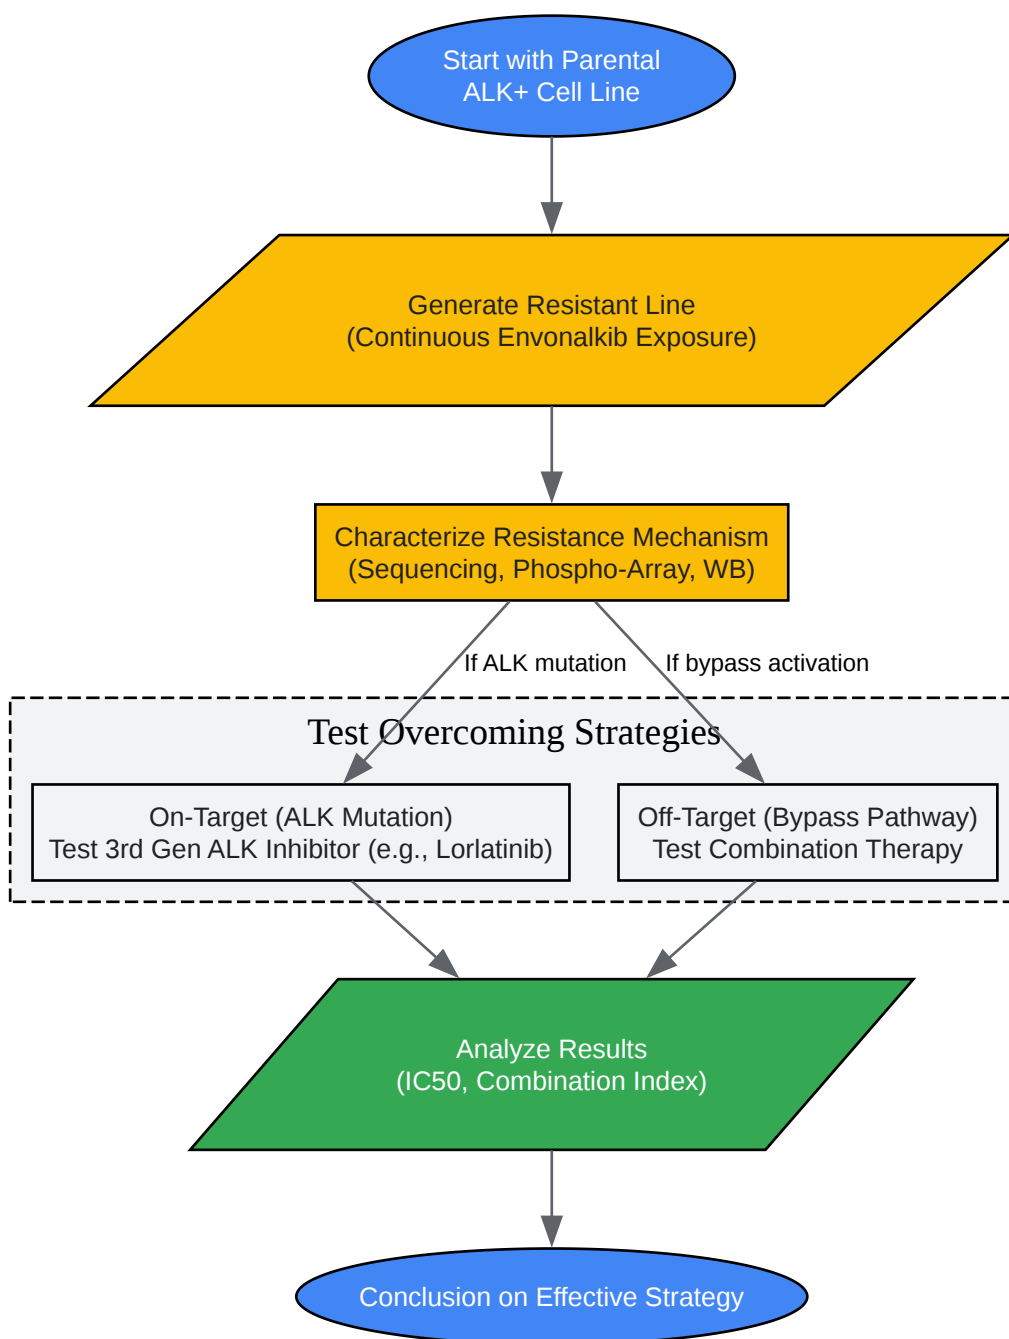 Start with Parental
ALK+ Cell Line
Generate Resistant Line
(Continuous Envonalkib Exposure)
Characterize Resistance Mechanism
(Sequencing, Phospho-Array, WB)
If ALK mutation
If bypass activation
Test Overcoming Strategies
On-Target (ALK Mutation)
Test 3rd Gen ALK Inhibitor (e.g., Lorlatinib)
Off-Target (Bypass Pathway)
Test Combination Therapy
Analyze Results
(IC50, Combination Index)
Conclusion on Effective Strategy